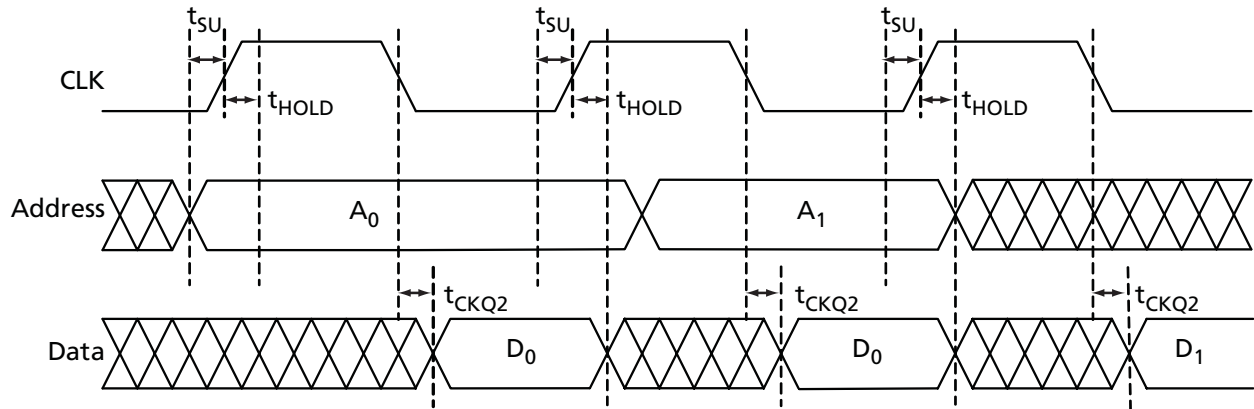 tSU tSU tSU
CLK
tHOLD tHOLD tHOLD
Address A0 A1
tCKQ2 tCKQ2 tCKQ2
Data D0 D0 D1